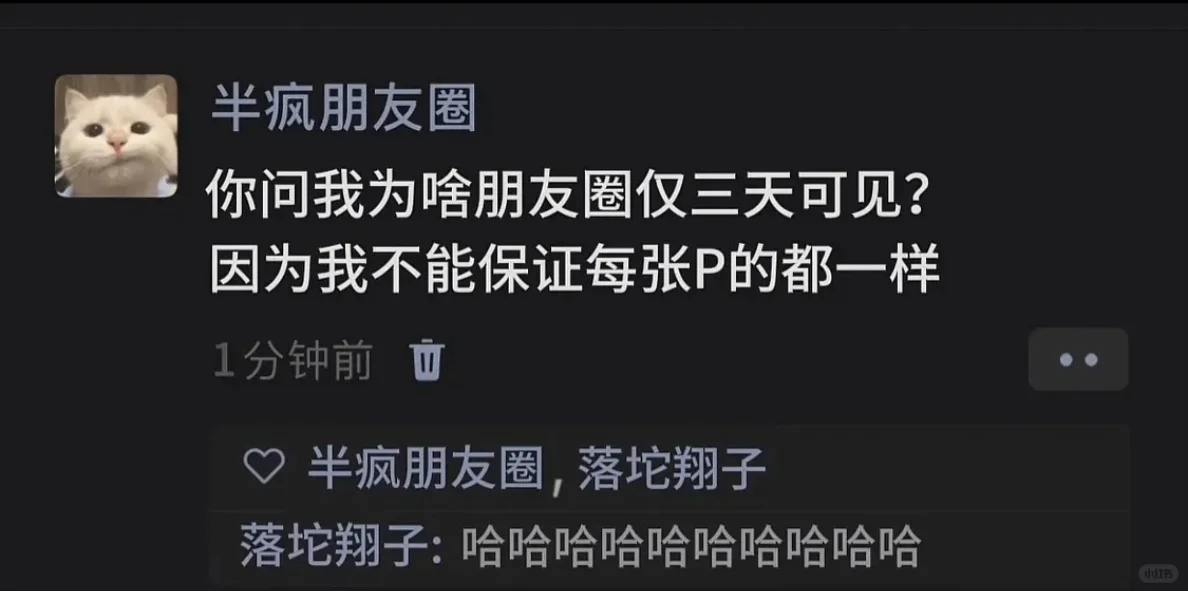 半疯朋友圈
你问我为啥朋友圈仅三天可见？
因为我不能保证每张P的都一样
1分钟前
半疯朋友圈，落坨翔子
落坨翔子：哈哈哈哈哈哈哈哈哈哈
小红书